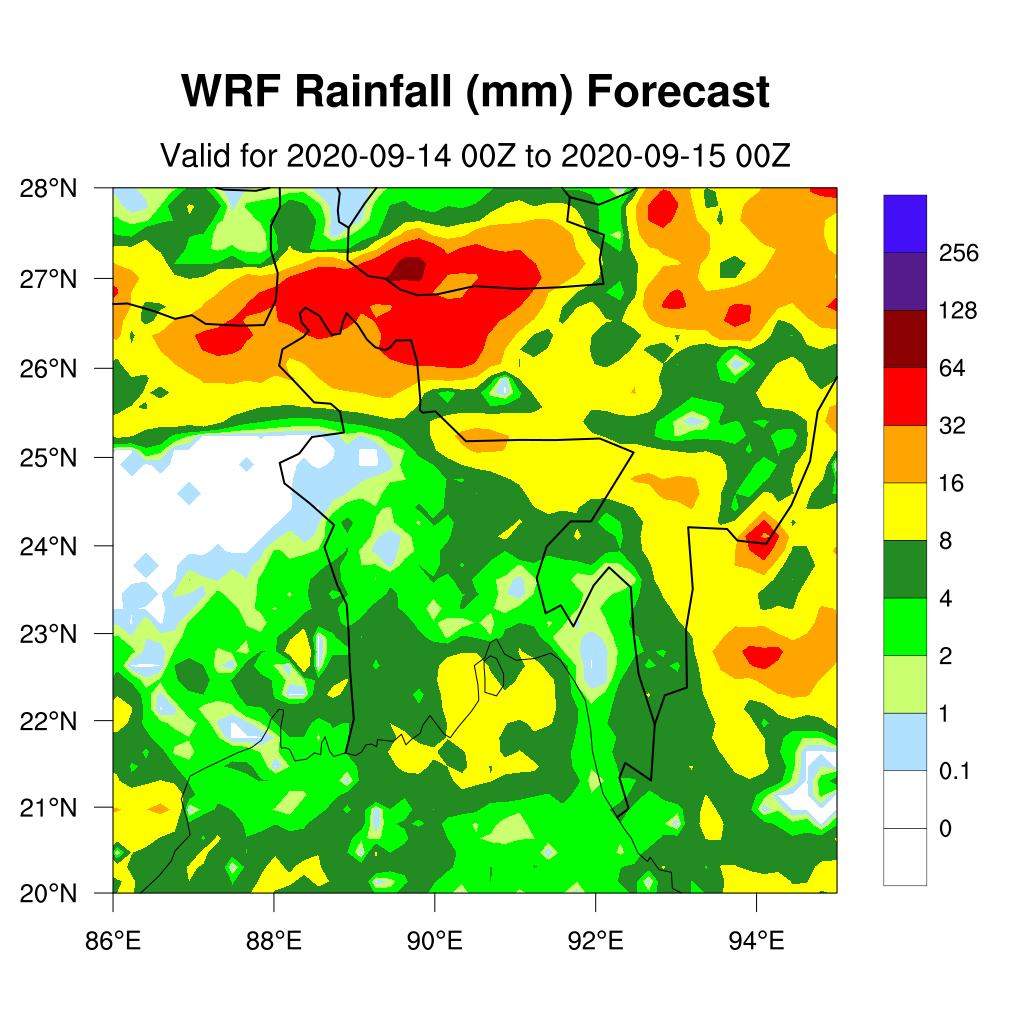 WRF Rainfall (mm) Forecast
Valid for 2020-09-14 00Z to 2020-09-15 00Z
28°N
27°N
26°N
25°N
24°N
23°N
22°N
21°N
20°N
86°E 88°E 90°E 92°E 94°E
256
128
64
32
16
8
4
2
1
0.1
0